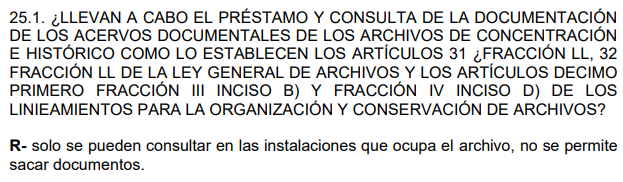 25.1. ¿LLEVAN A CABO EL PRÉSTAMO Y CONSULTA DE LA DOCUMENTACIÓN
DE LOS ACERVOS DOCUMENTALES DE LOS ARCHIVOS DE CONCENTRACIÓN
E HISTÓRICO COMO LO ESTABLECEN LOS ARTÍCULOS 31 ¿FRACCIÓN LL, 32
FRACCIÓN LL DE LA LEY GENERAL DE ARCHIVOS Y LOS ARTÍCULOS DECIMO
PRIMERO FRACCIÓN III INCISO B) Y FRACCIÓN IV INCISO D) DE LOS
LINIEAMIENTOS PARA LA ORGANIZACIÓN Y CONSERVACIÓN DE ARCHIVOS?
R- solo se pueden consultar en las instalaciones que ocupa el archivo, no se permite
sacar documentos.